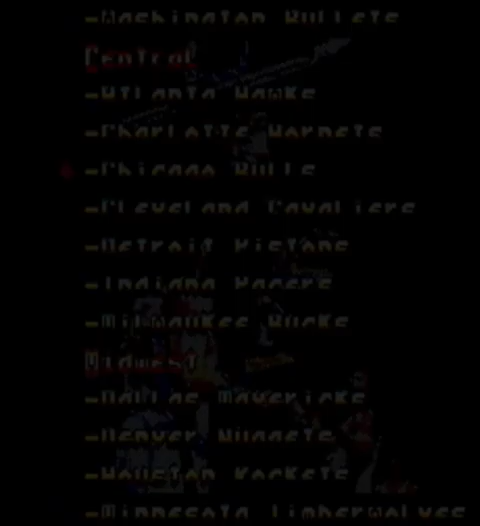 -Washington Bullets
Central
-Atlanta Hawks
-Charlotte Hornets
-Chicago Bulls
-Cleveland Cavaliers
-Detroit Pistons
-Indiana Pacers
-Milwaukee Bucks
Midwest
-Dallas Mavericks
-Denver Nuggets
-Houston Rockets
-Minnesota Timberwolves